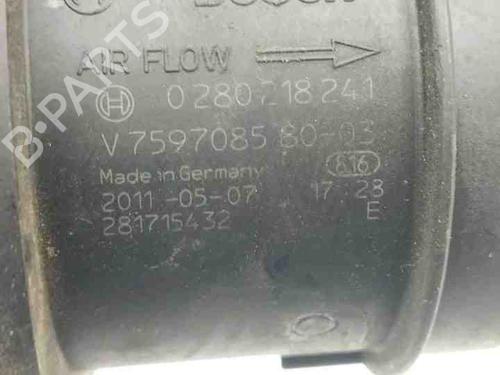 BOSCH
AIR FLOW
0 280 218 241
V 7597085 80-03
Made in Germany 816
2011-05-07 17:28
281715432 E
B-PARTS